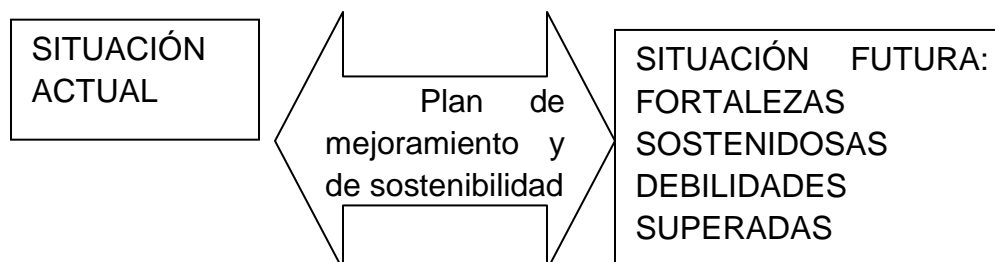 SITUACIÓN
ACTUAL
Plan de
mejoramiento y
de sostenibilidad
SITUACIÓN FUTURA:
FORTALEZAS
SOSTENIDOSAS
DEBILIDADES
SUPERADAS